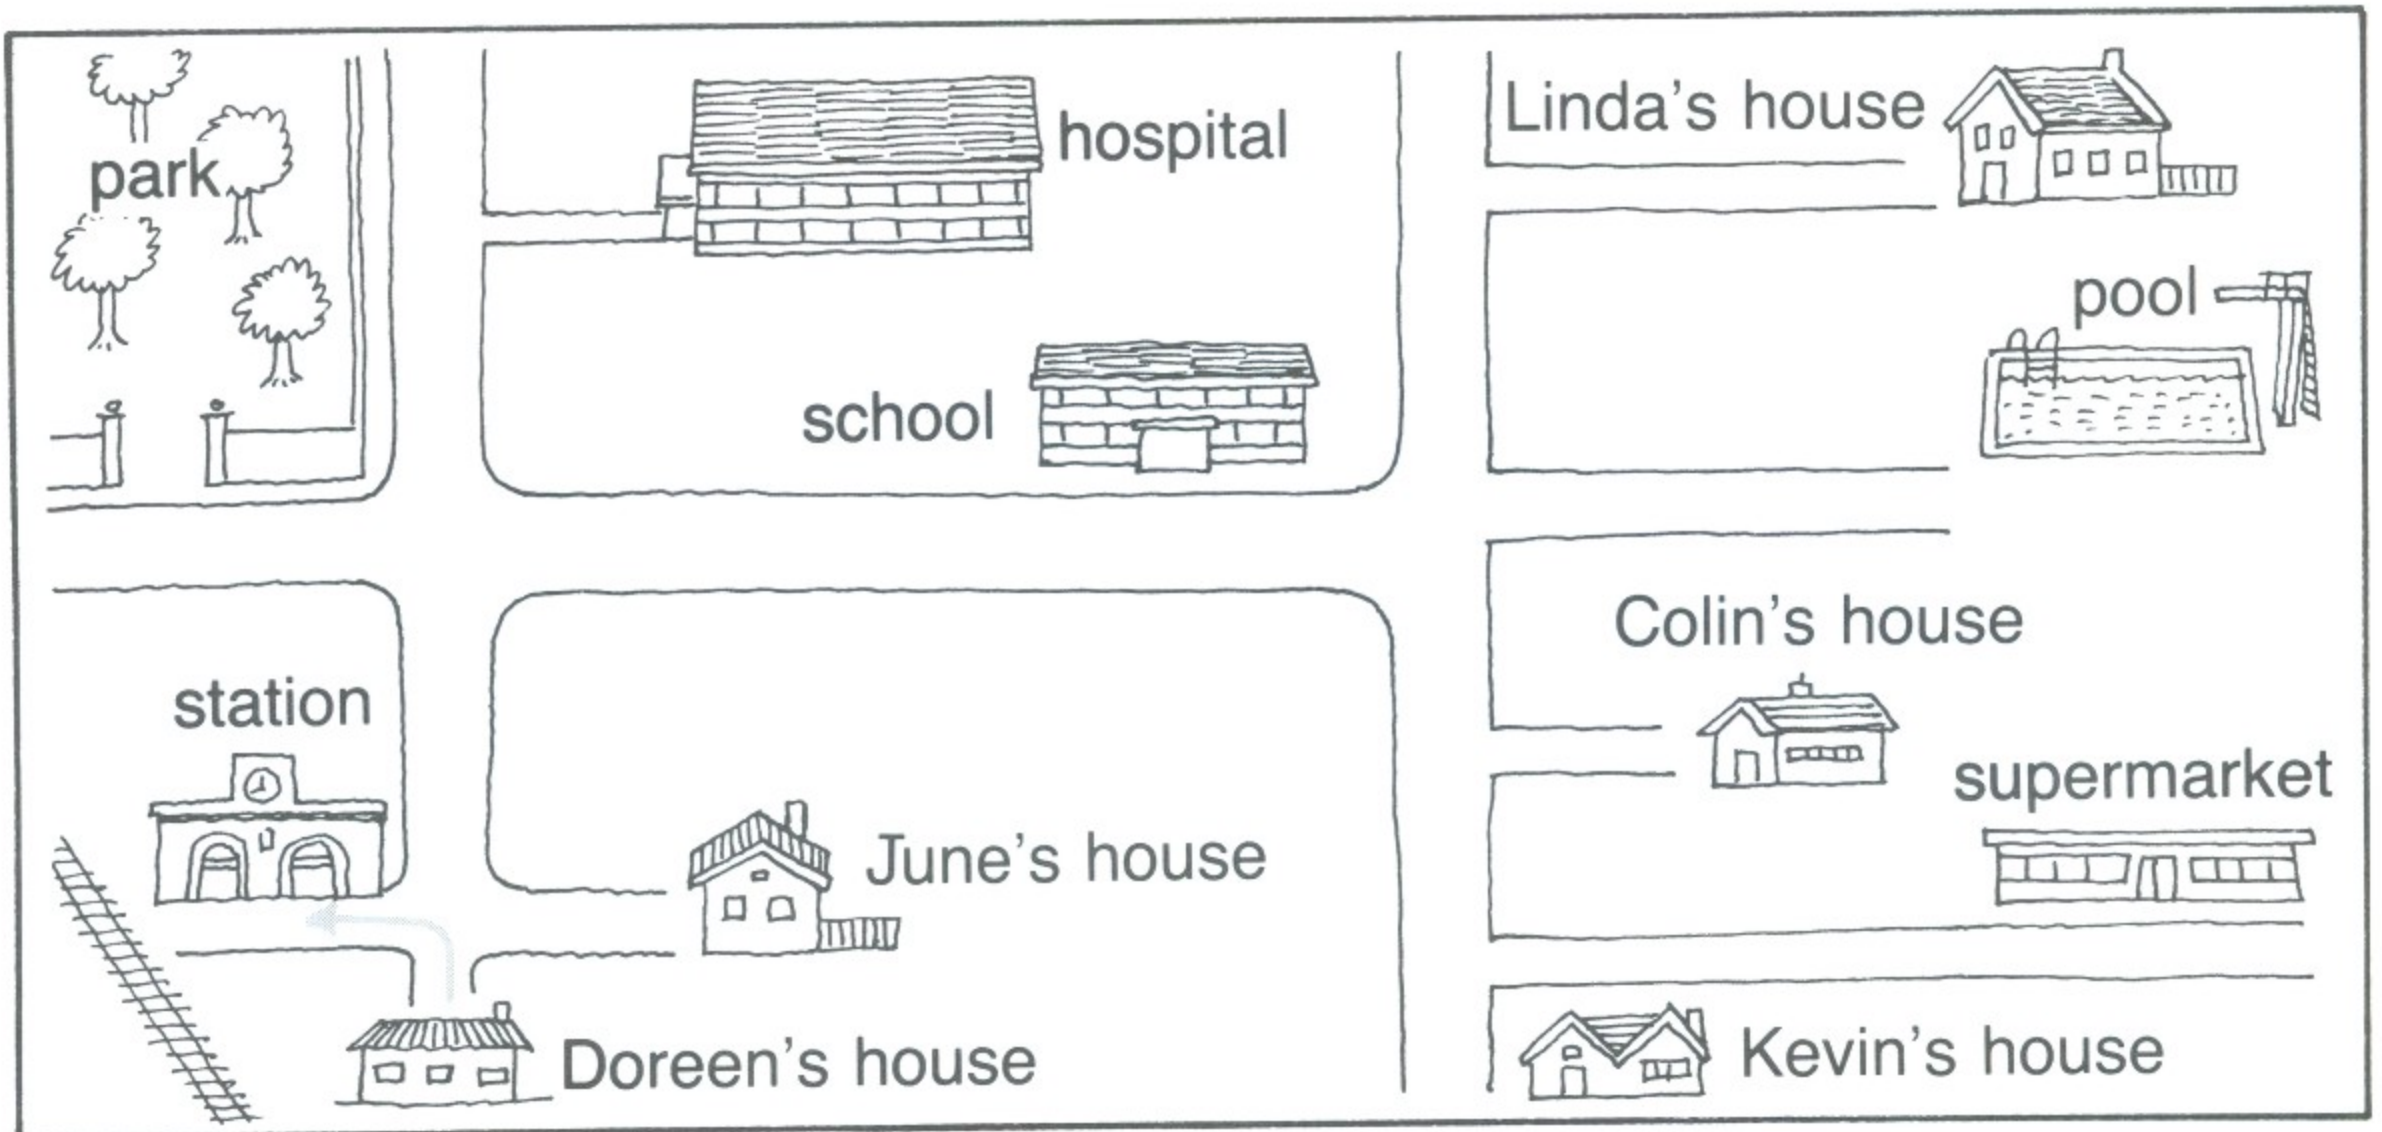 Linda's house
hospital
park
pool
school
Colin's house
station
supermarket
June's house
Kevin's house
Doreen's house